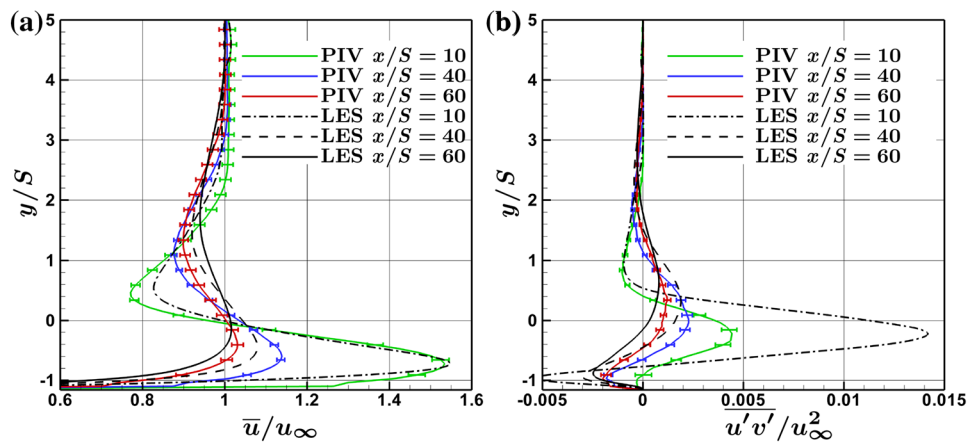 (a)
5
4
3
2
1
0
-1
y/S
PIV x/S = 10
PIV x/S = 40
PIV x/S = 60
LES x/S = 10
LES x/S = 40
LES x/S = 60
0.6 0.8 1 1.2 1.4 1.6
u̅/u∞
(b)
5
4
3
2
1
0
-1
y/S
PIV x/S = 10
PIV x/S = 40
PIV x/S = 60
LES x/S = 10
LES x/S = 40
LES x/S = 60
-0.005 0 0.005 0.01 0.015
u̅'̅v̅'̅/u²∞